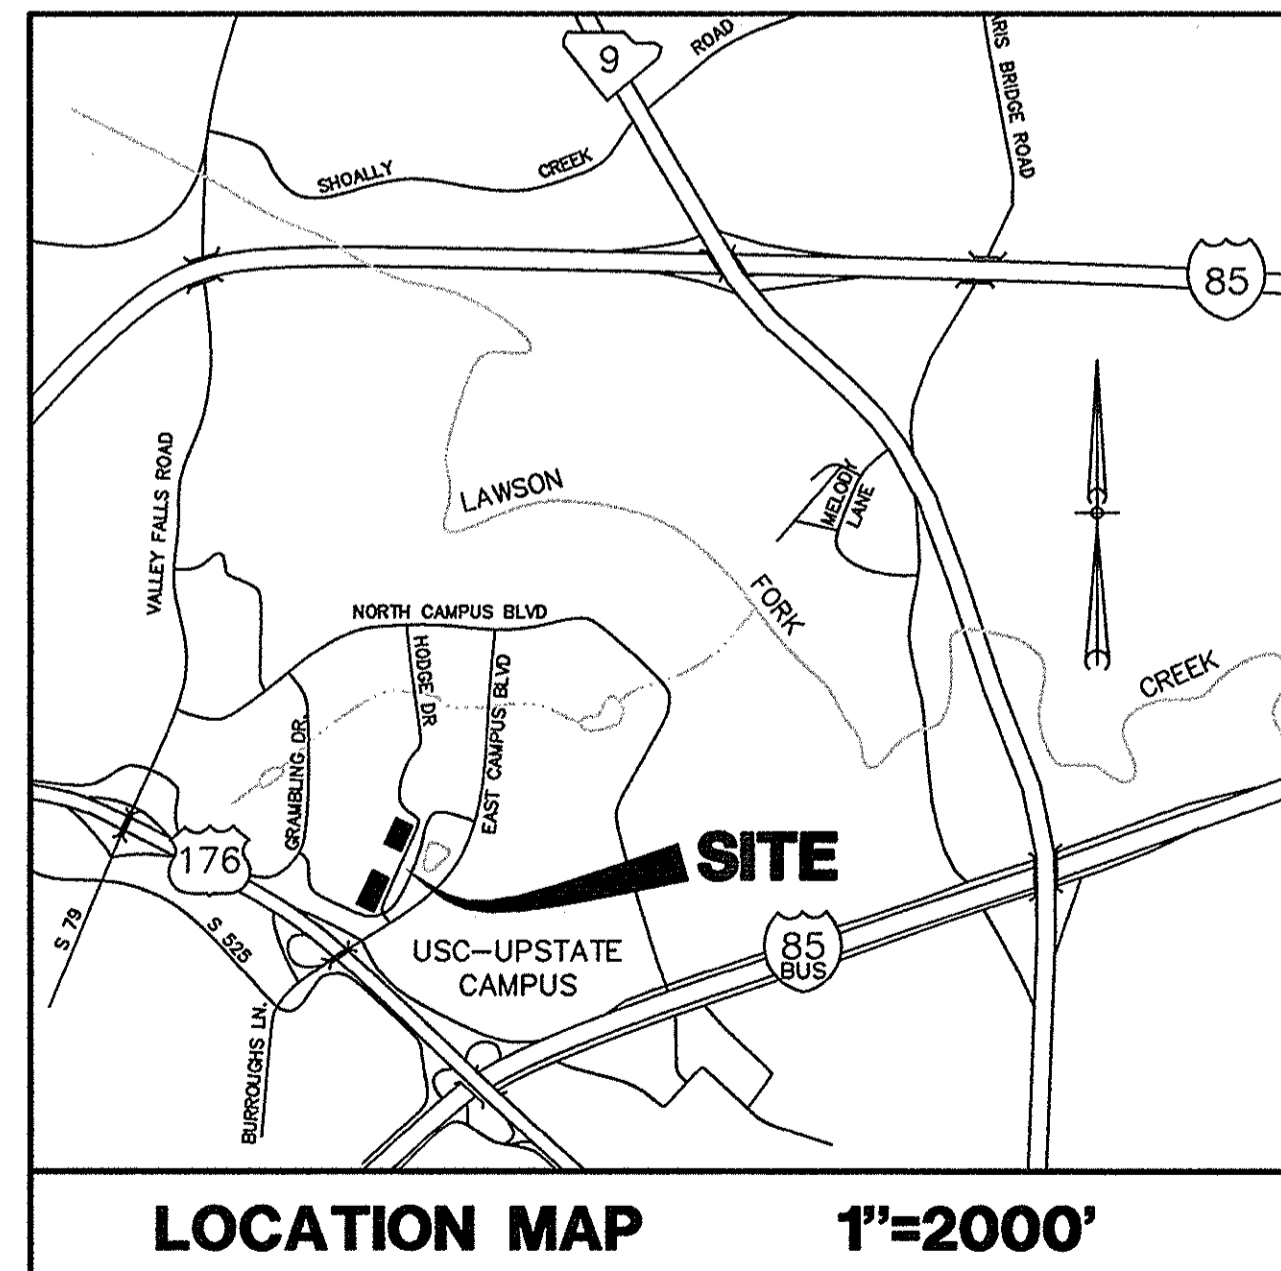 9
ROAD
ARIS BRIDGE ROAD
SHOALLY
CREEK
85
VALLEY FALLS ROAD
LAWSON
MELODY
LANE
FORK
NORTH CAMPUS BLVD
HODGE DR
EAST CAMPUS BLVD
CREEK
GRAMBLING DR.
176
SITE
S 79
S 525
USC-UPSTATE
CAMPUS
85
BUS
BURROUGHS LN.
LOCATION MAP 1"=2000'